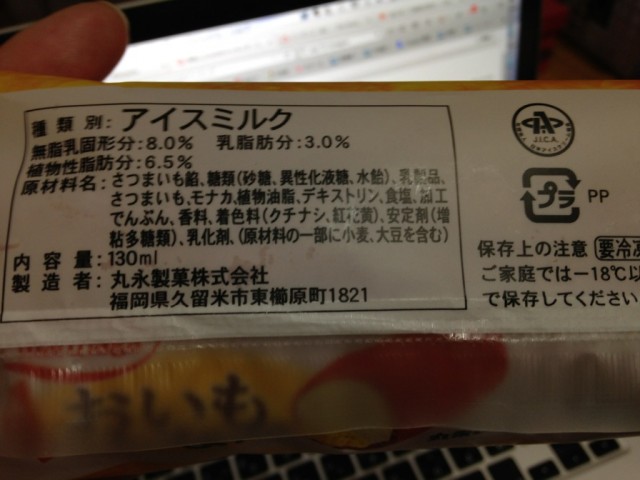 種類別:アイスミルク
無脂乳固形分:8.0% 乳脂肪分:3.0%
植物性脂肪分:6.5%
原材料名:さつまいも餡、糖類(砂糖、異性化液糖、水飴)、乳製品、
さつまいも、モナカ、植物油脂、デキストリン、食塩、加工
でんぷん、香料、着色料(クチナシ、紅花黄)、安定剤(増
粘多糖類)、乳化剤、(原材料の一部に小麦、大豆を含む)
内容量:130ml
製造者:丸永製菓株式会社
福岡県久留米市東櫛原町1821
J.I.C.A.
プラ PP
保存上の注意 要冷凍
ご家庭では−18℃以
で保存してください
おいも